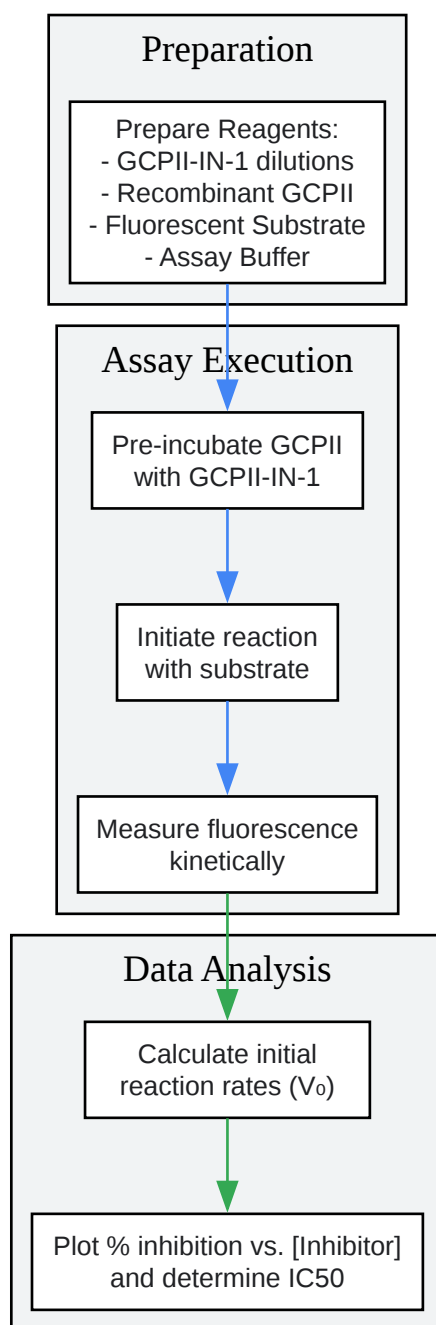 Preparation
Prepare Reagents:
- GCPII-IN-1 dilutions
- Recombinant GCPII
- Fluorescent Substrate
- Assay Buffer
Assay Execution
Pre-incubate GCPII
with GCPII-IN-1
Initiate reaction
with substrate
Measure fluorescence
kinetically
Data Analysis
Calculate initial
reaction rates (V₀)
Plot % inhibition vs. [Inhibitor]
and determine IC50